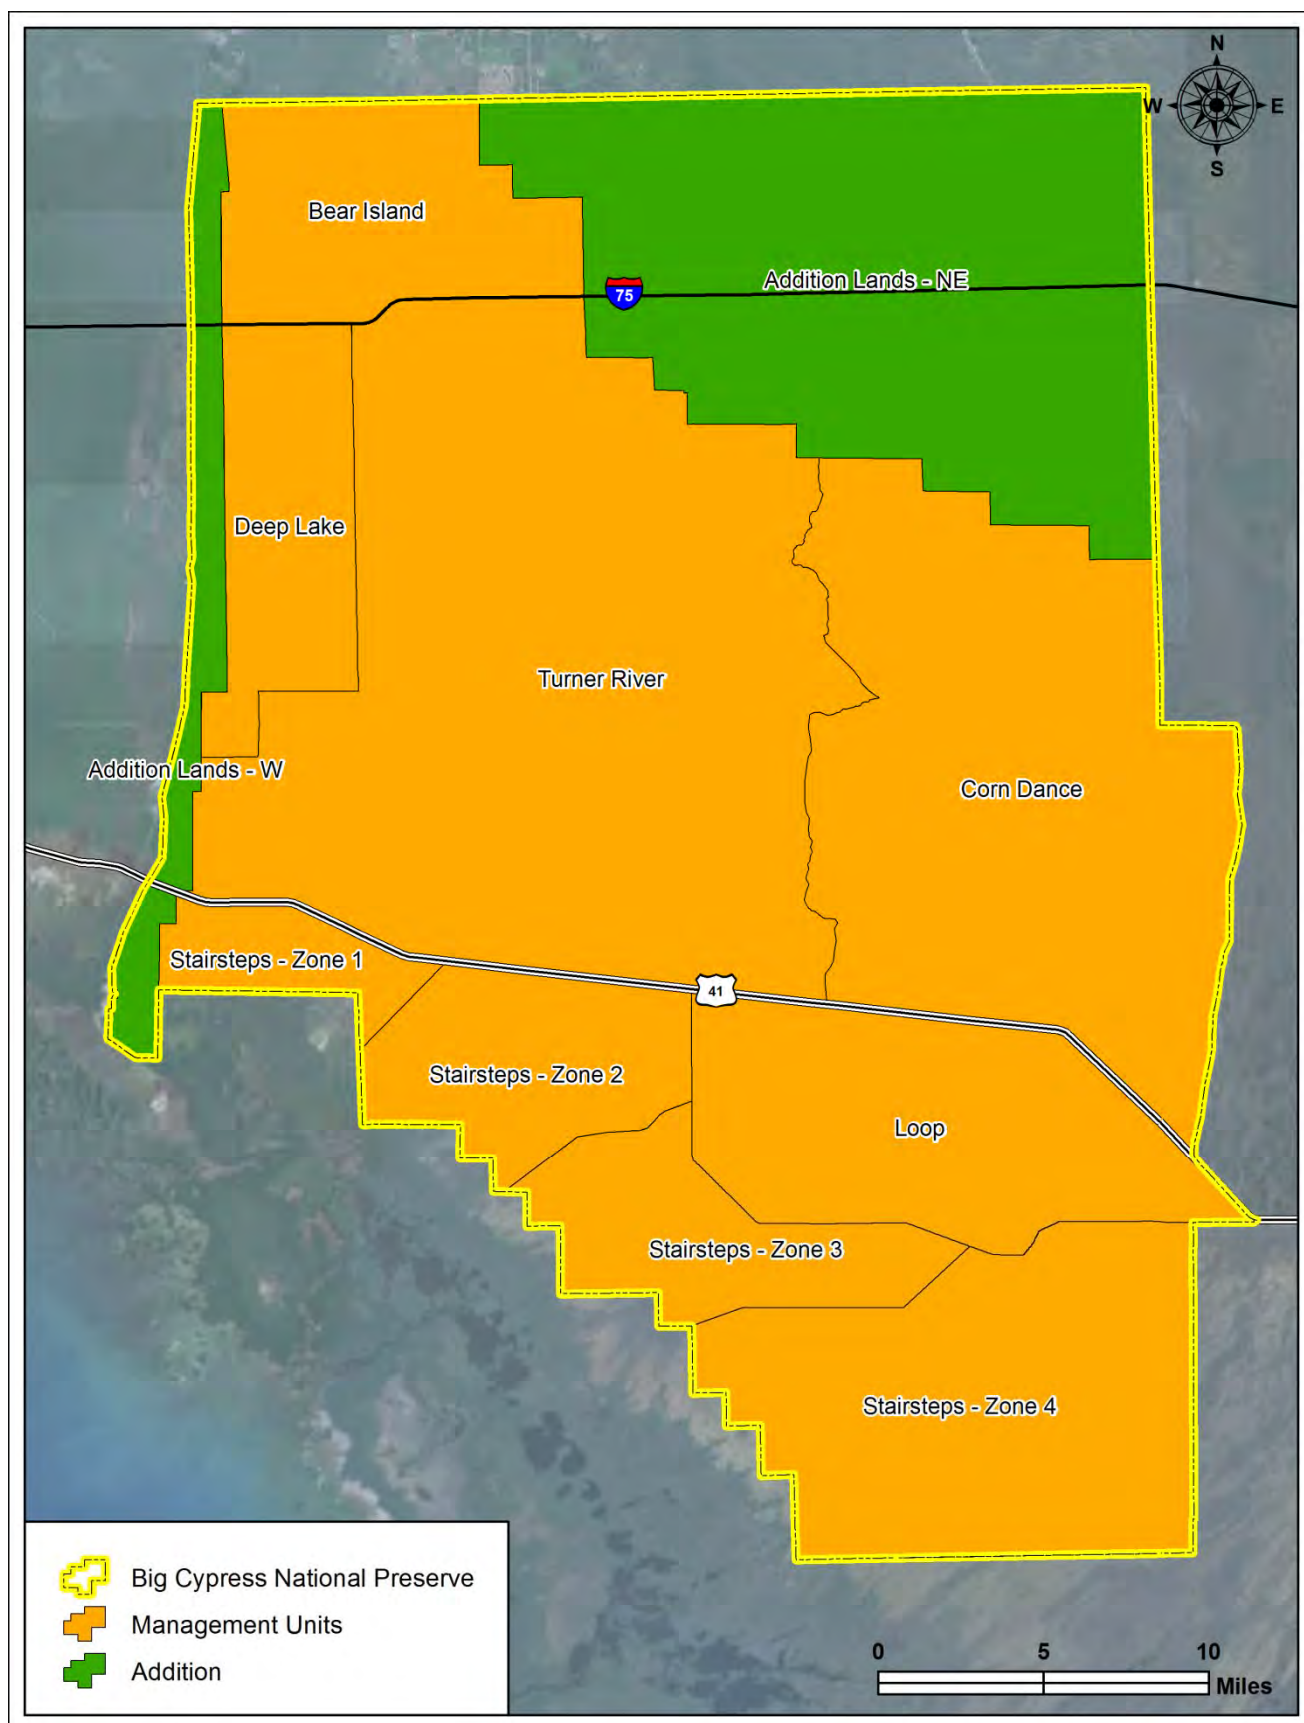 N
W E
S
Bear Island
Addition Lands - NE
75
Deep Lake
Turner River
Addition Lands - W
Corn Dance
Stairsteps - Zone 1
41
Stairsteps - Zone 2
Loop
Stairsteps - Zone 3
Stairsteps - Zone 4
Big Cypress National Preserve
Management Units
Addition
0 5 10
Miles